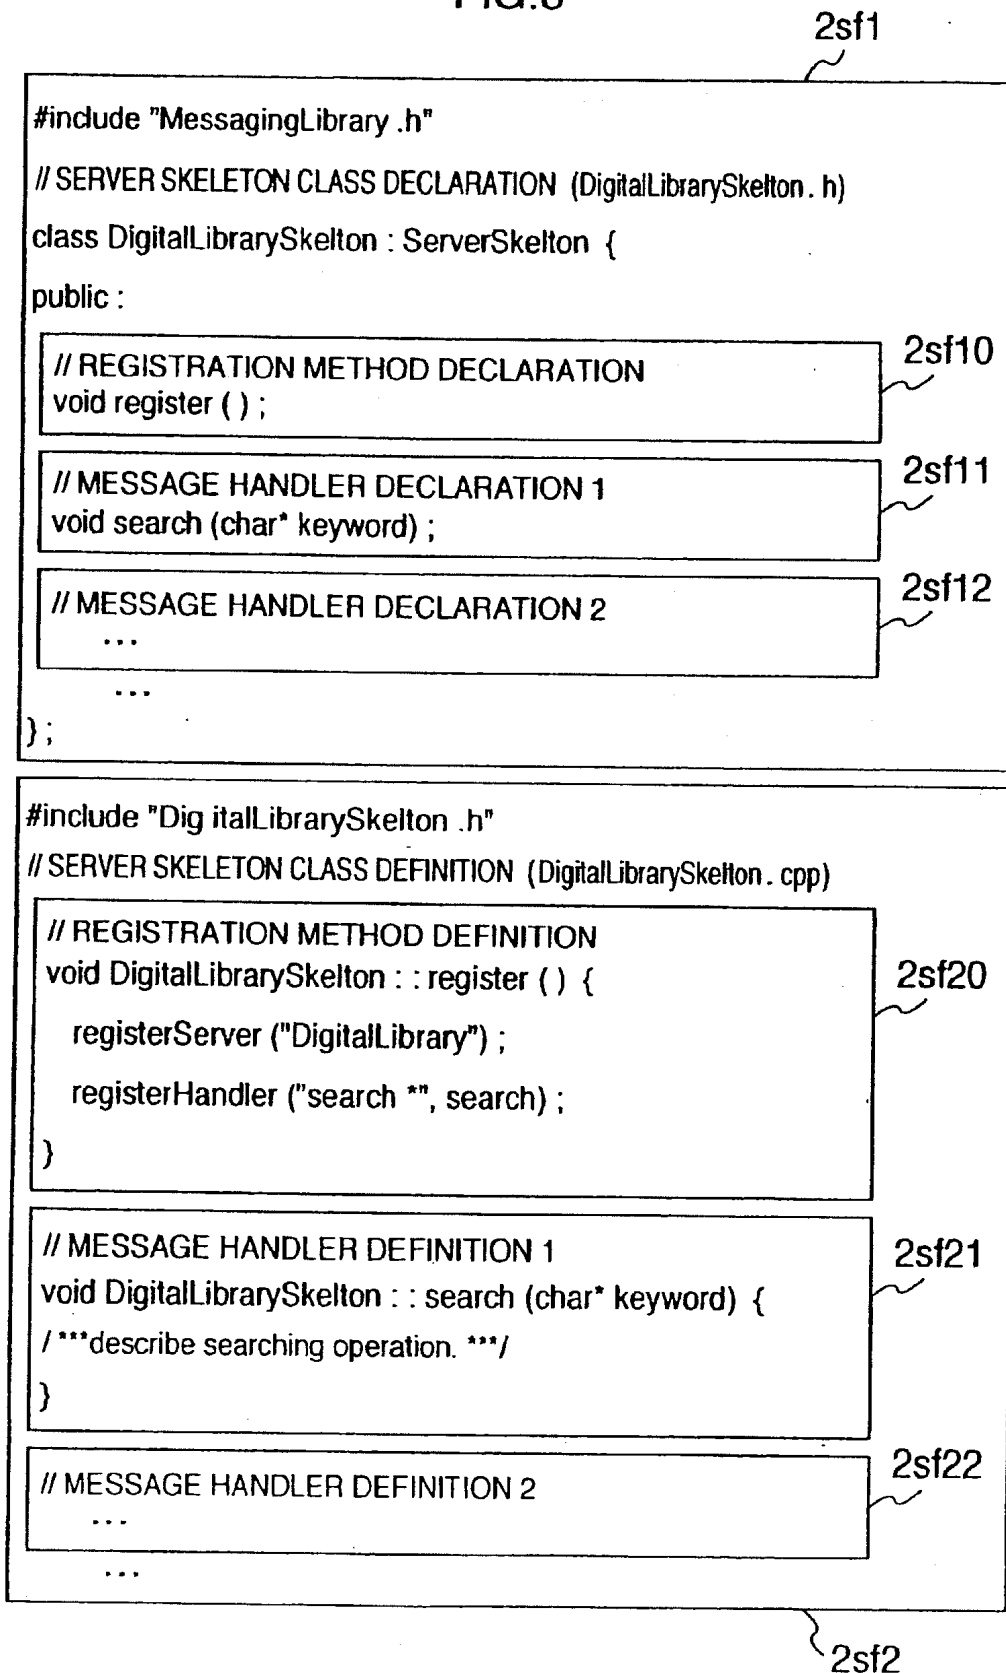 2sf1
#include "MessagingLibrary .h"
// SERVER SKELETON CLASS DECLARATION (DigitalLibrarySkelton. h)
class DigitalLibrarySkelton : ServerSkelton {
public :
2sf10
// REGISTRATION METHOD DECLARATION
void register ( ) ;
2sf11
// MESSAGE HANDLER DECLARATION 1
void search (char* keyword) ;
2sf12
// MESSAGE HANDLER DECLARATION 2
...
...
} ;
#include "Dig italLibrarySkelton .h"
// SERVER SKELETON CLASS DEFINITION (DigitalLibrarySkelton. cpp)
// REGISTRATION METHOD DEFINITION
void DigitalLibrarySkelton : : register ( ) {
2sf20
registerServer ("DigitalLibrary") ;
registerHandler ("search *", search) ;
}
// MESSAGE HANDLER DEFINITION 1
2sf21
void DigitalLibrarySkelton : : search (char* keyword) {
/ ***describe searching operation. ***/
}
2sf22
// MESSAGE HANDLER DEFINITION 2
...
...
2sf2